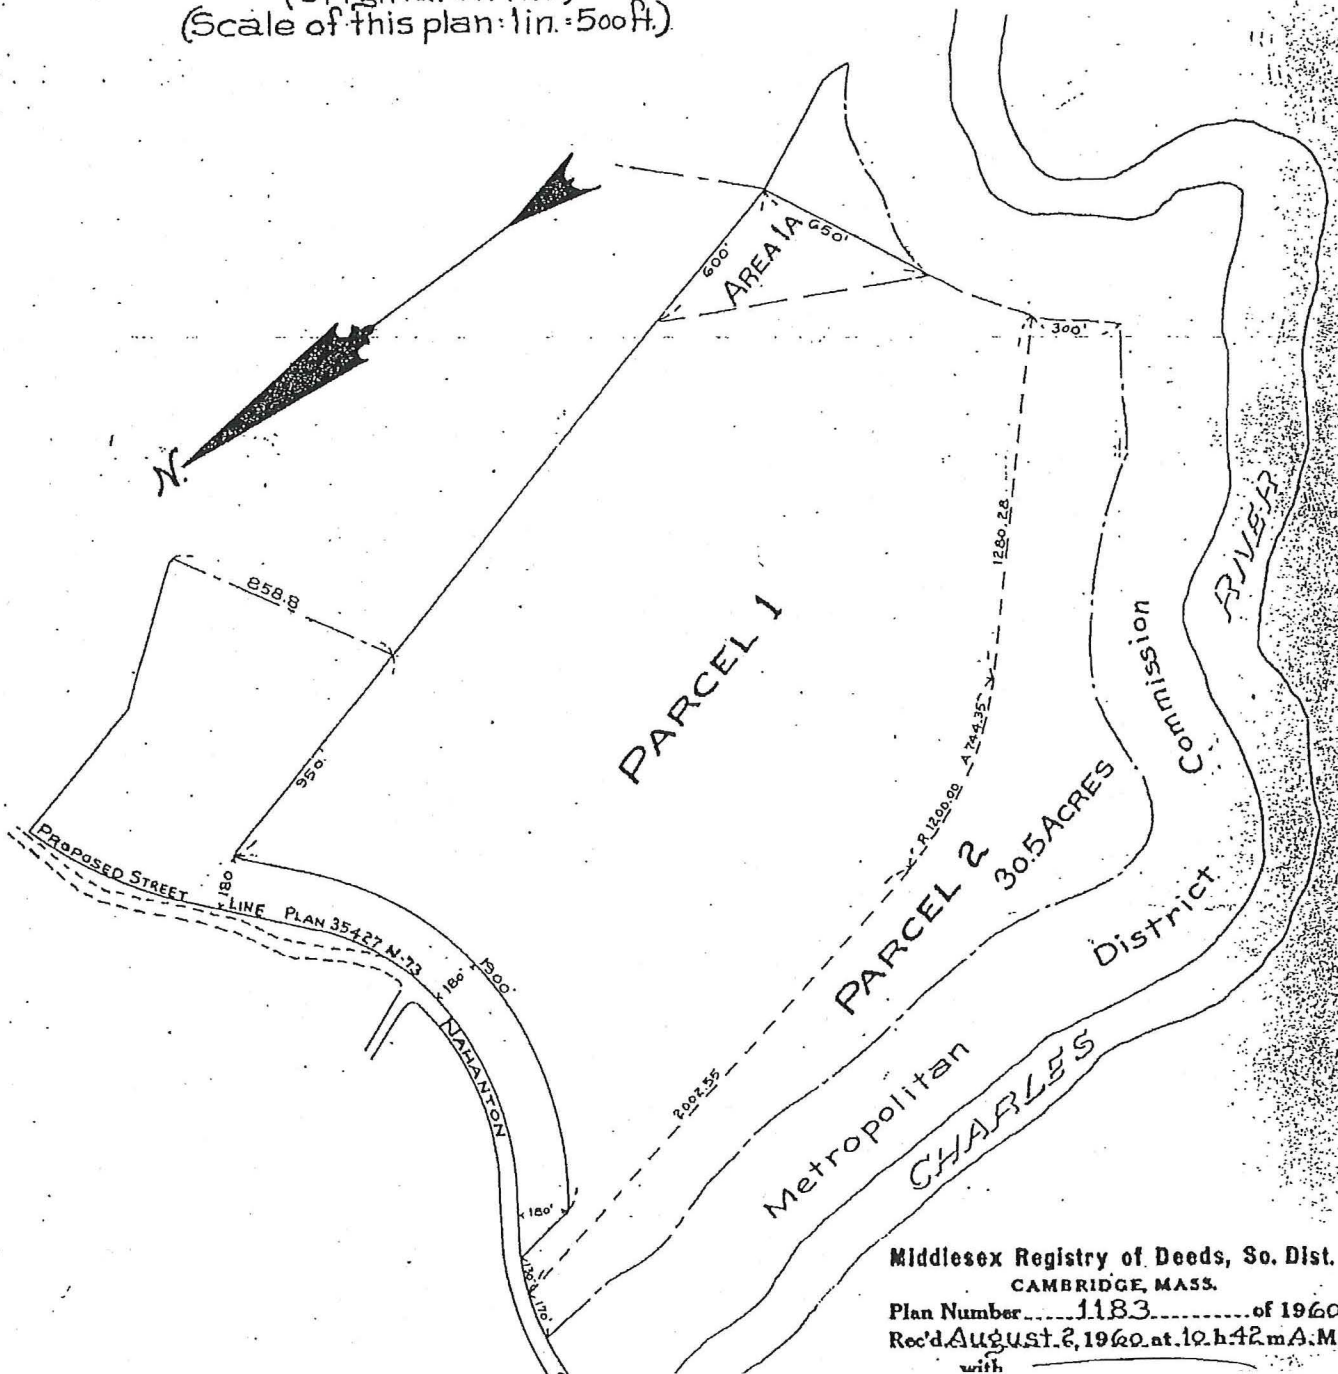 (Scale of this plan: 1in.=500ft.)
N.
600'
AREA 1A
650'
300'
858.8
950.'
PARCEL 1
1280.28
A 744.35
R 1200.00
2002.55
PARCEL 2
30.5 ACRES
Commission
District
Metropolitan
CHARLES
RIVER
PROPOSED STREET LINE PLAN 35427 N-73
180
180'
1900'
NAHANTON
180'
170'
Middlesex Registry of Deeds, So. Dist.
CAMBRIDGE, MASS.
Plan Number 1183 of 1960
Rec'd August 2, 1960 at 10 h 42 m A.M
with